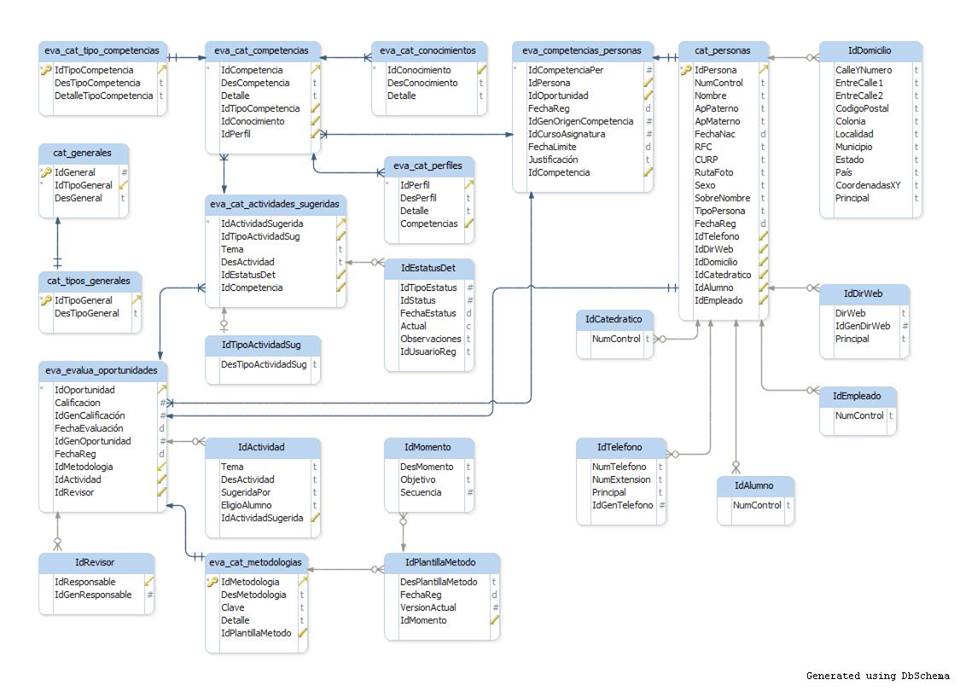 eva_cat_tipo_competencias
IdTipoCompetencia
DesTipoCompetencia t
DetalleTipoCompetencia t
eva_cat_competencias
IdCompetencia
DesCompetencia t
Detalle t
IdTipoCompetencia
IdConocimiento
IdPerfil
eva_cat_conocimientos
IdConocimiento
DesConocimiento t
Detalle t
eva_competencias_personas
IdCompetenciaPer #
IdPersona
IdOportunidad
FechaReg d
IdGenOrigenCompetencia #
IdCursoAsignatura #
FechaLimite d
Justificación t
IdCompetencia
cat_personas
IdPersona
NumControl t
Nombre t
ApPaterno t
ApMaterno t
FechaNac d
RFC t
CURP t
RutaFoto t
Sexo t
SobreNombre t
TipoPersona t
FechaReg d
IdTelefono
IdDirWeb
IdDomicilio
IdCatedratico
IdAlumno
IdEmpleado
IdDomicilio
CalleYNumero t
EntreCalle1 t
EntreCalle2 t
CodigoPostal t
Colonia t
Localidad t
Municipio t
Estado t
País t
CoordenadasXY t
Principal t
cat_generales
IdGeneral #
IdTipoGeneral
DesGeneral t
eva_cat_perfiles
IdPerfil
DesPerfil t
Detalle t
Competencias
eva_cat_actividades_sugeridas
IdActividadSugerida
IdTipoActividadSug
Tema t
DesActividad t
IdEstatusDet
IdCompetencia
cat_tipos_generales
IdTipoGeneral
DesTipoGeneral t
IdEstatusDet
IdTipoEstatus #
IdStatus #
FechaEstatus d
Actual c
Observaciones t
IdUsuarioReg t
IdDirWeb
DirWeb t
IdGenDirWeb #
Principal t
IdCatedratico
NumControl t
IdTipoActividadSug
DesTipoActividadSug t
eva_evalua_oportunidades
IdOportunidad
Calificacion #
IdGenCalificación #
FechaEvaluación d
IdGenOportunidad #
FechaReg d
IdMetodologia
IdActividad
IdRevisor
IdEmpleado
NumControl t
IdActividad
Tema t
DesActividad t
SugeridaPor t
EligioAlumno t
IdActividadSugerida
IdMomento
DesMomento t
Objetivo t
Secuencia #
IdTelefono
NumTelefono t
NumExtension t
Principal t
IdGenTelefono #
IdAlumno
NumControl t
IdRevisor
IdResponsable
IdGenResponsable #
eva_cat_metodologias
IdMetodologia
DesMetodologia t
Clave t
Detalle t
IdPlantillaMetodo
IdPlantillaMetodo
DesPlantillaMetodo t
FechaReg d
VersionActual #
IdMomento
Generated using DbSchema